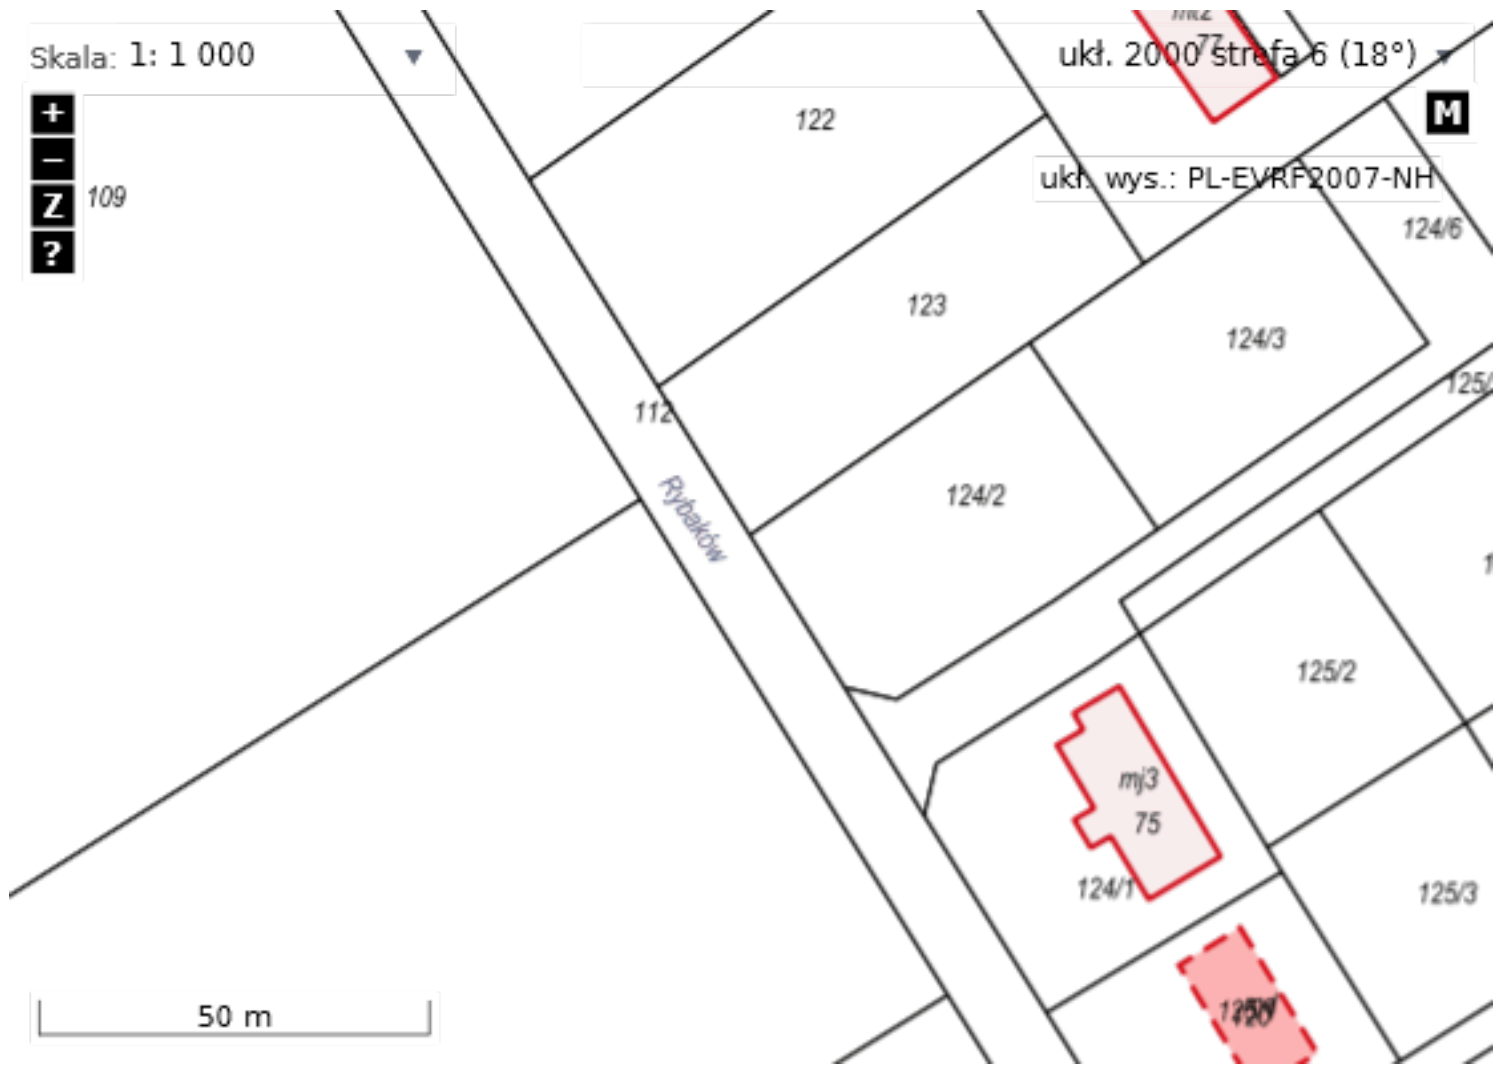 Skala: 1: 1 000
ukł. 2000 strefa 6 (18°)
77
+
M
−
Z
109
?
122
ukł. wys.: PL-EVRF2007-NH
124/6
123
124/3
112
124/2
Rybaków
125/2
mj3
75
124/1
125/3
50 m